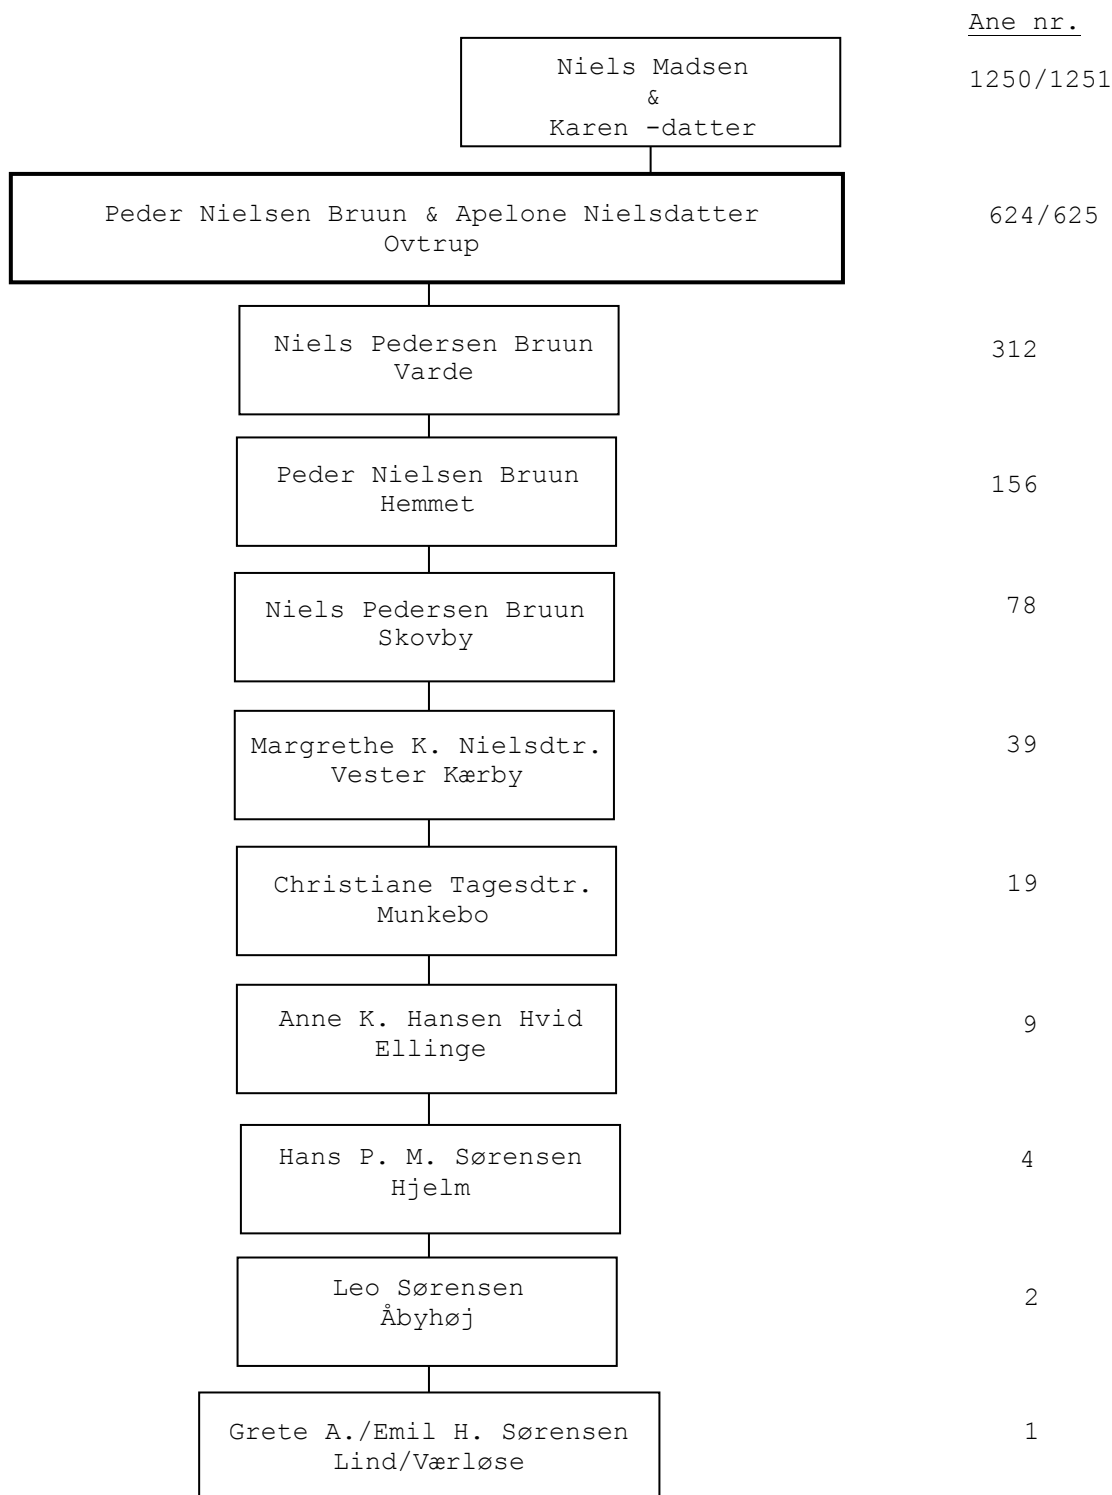 Ane nr.
Niels Madsen
&
Karen -datter
1250/1251
Peder Nielsen Bruun & Apelone Nielsdatter
Ovtrup
624/625
Niels Pedersen Bruun
Varde
312
Peder Nielsen Bruun
Hemmet
156
Niels Pedersen Bruun
Skovby
78
Margrethe K. Nielsdtr.
Vester Kærby
39
Christiane Tagesdtr.
Munkebo
19
Anne K. Hansen Hvid
Ellinge
9
Hans P. M. Sørensen
Hjelm
4
Leo Sørensen
Åbyhøj
2
Grete A./Emil H. Sørensen
Lind/Værløse
1